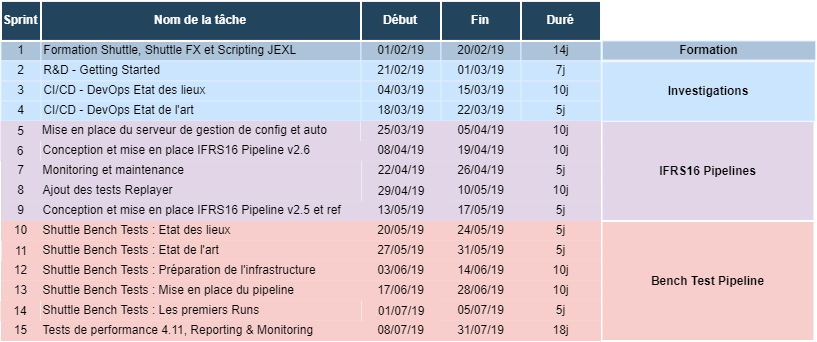 Sprint Nom de la tâche Début Fin Duré
1 Formation Shuttle, Shuttle FX et Scripting JEXL 01/02/19 20/02/19 14j Formation
2 R&D - Getting Started 21/02/19 01/03/19 7j
3 CI/CD - DevOps Etat des lieux 04/03/19 15/03/19 10j Investigations
4 CI/CD - DevOps Etat de l'art 18/03/19 22/03/19 5j
5 Mise en place du serveur de gestion de config et auto 25/03/19 05/04/19 10j
6 Conception et mise en place IFRS16 Pipeline v2.6 08/04/19 19/04/19 10j
7 Monitoring et maintenance 22/04/19 26/04/19 5j IFRS16 Pipelines
8 Ajout des tests Replayer 29/04/19 10/05/19 10j
9 Conception et mise en place IFRS16 Pipeline v2.5 et ref 13/05/19 17/05/19 5j
10 Shuttle Bench Tests : Etat des lieux 20/05/19 24/05/19 5j
11 Shuttle Bench Tests : Etat de l'art 27/05/19 31/05/19 5j
12 Shuttle Bench Tests : Préparation de l'infrastructure 03/06/19 14/06/19 10j
13 Shuttle Bench Tests : Mise en place du pipeline 17/06/19 28/06/19 10j Bench Test Pipeline
14 Shuttle Bench Tests : Les premiers Runs 01/07/19 05/07/19 5j
15 Tests de performance 4.11, Reporting & Monitoring 08/07/19 31/07/19 18j